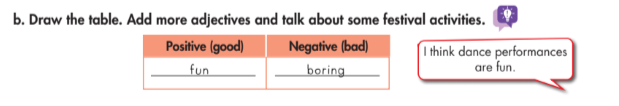 b. Draw the table. Add more adjectives and talk about some festival activities.
Positive (good) Negative (bad)
fun boring
I think dance performances
are fun.